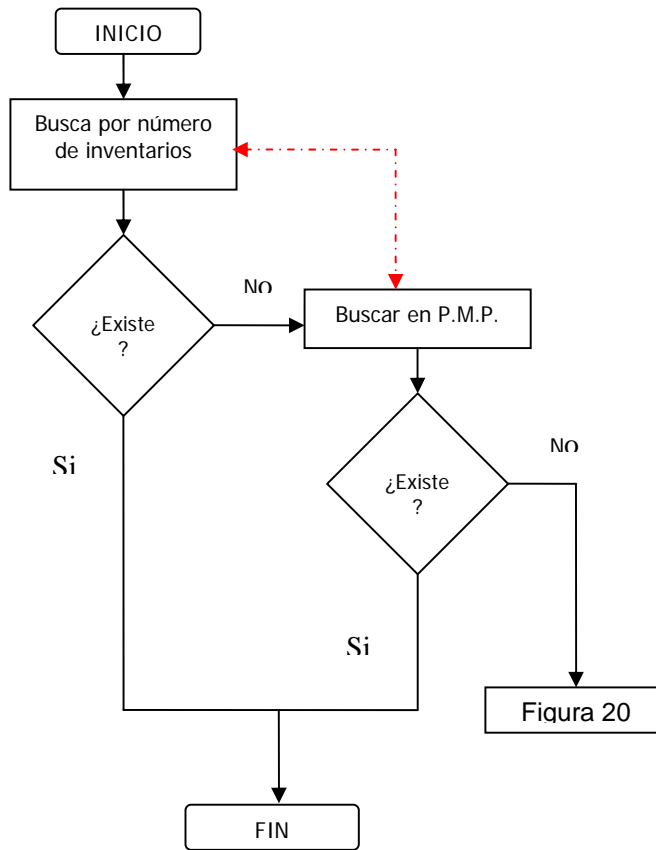 INICIO
Busca por número
de inventarios
No
¿Existe
?
Buscar en P.M.P.
Si
No
¿Existe
?
Si
Figura 20
FIN